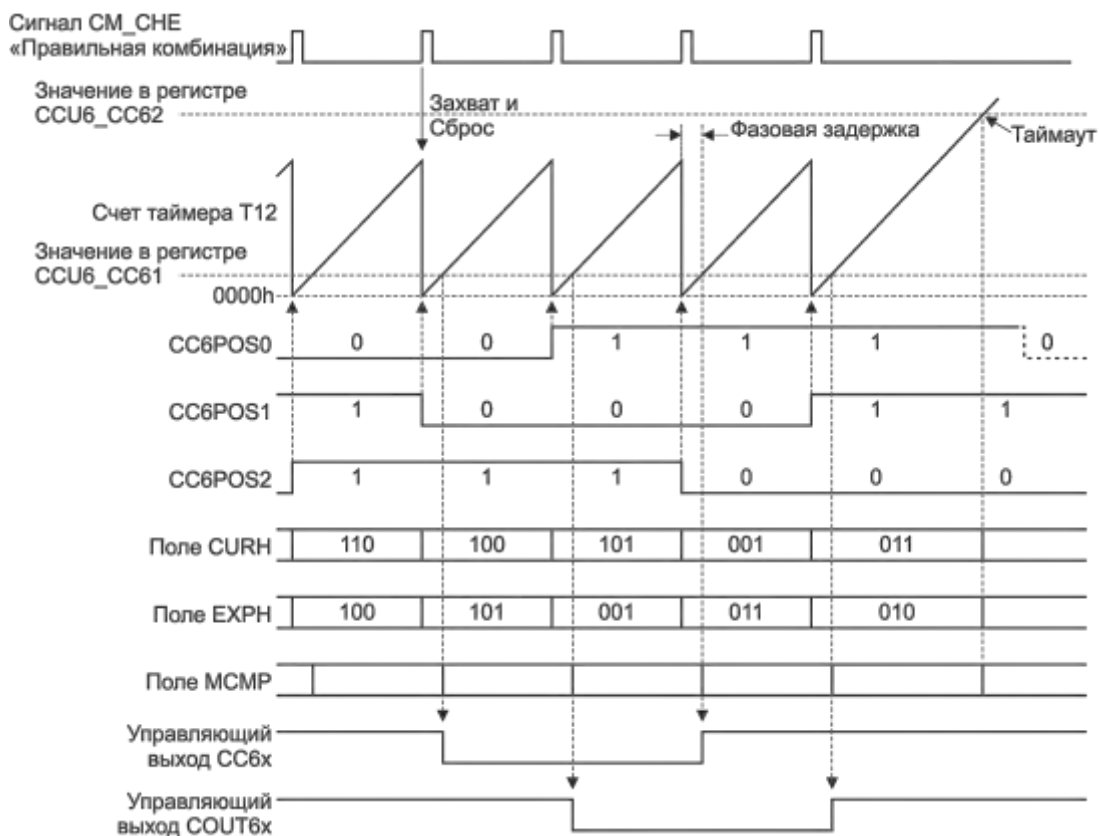 Сигнал CM_CHE
«Правильная комбинация»
Значение в регистре
CCU6_CC62
Захват и
Сброс
Фазовая задержка
Таймаут
Счет таймера T12
Значение в регистре
CCU6_CC61
0000h
CC6POS0 0 0 1 1 1 0
CC6POS1 1 0 0 0 1 1
CC6POS2 1 1 1 0 0 0
Поле CURH 110 100 101 001 011
Поле EXPH 100 101 001 011 010
Поле MCMP
Управляющий
выход CC6x
Управляющий
выход COUT6x